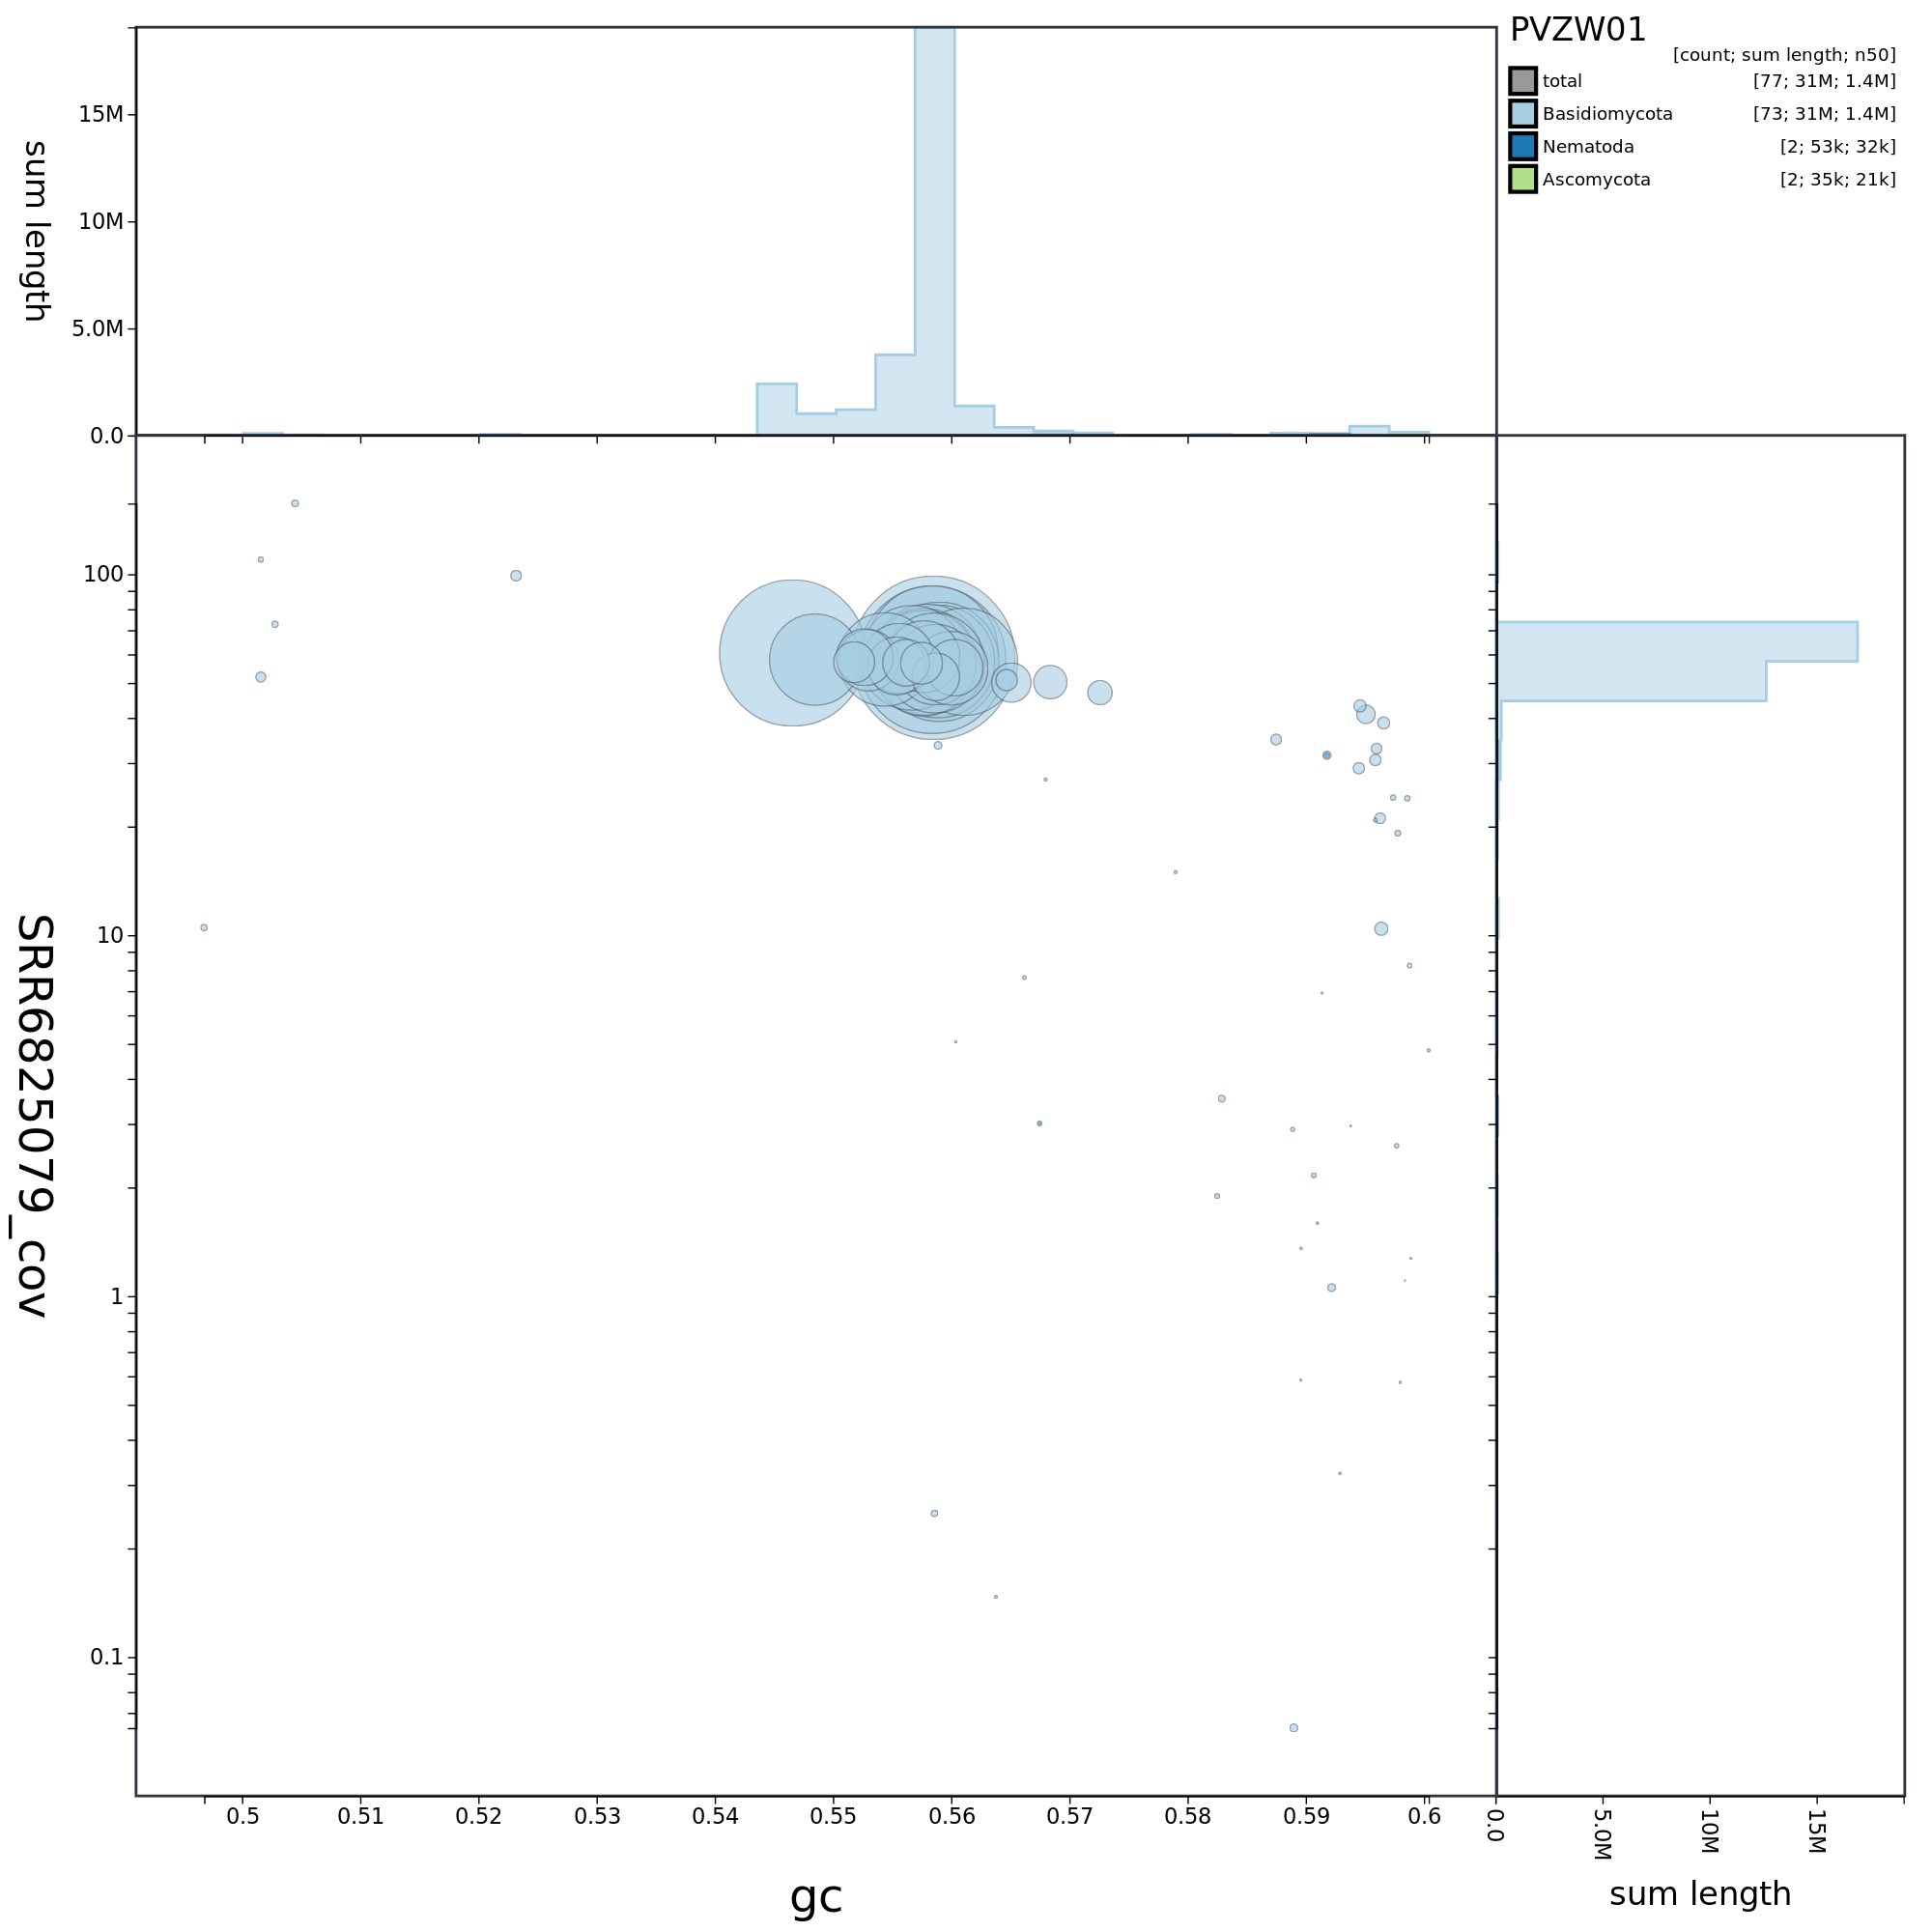 PVZW01
[count; sum length; n50]
total [77; 31M; 1.4M]
Basidiomycota [73; 31M; 1.4M]
Nematoda [2; 53k; 32k]
Ascomycota [2; 35k; 21k]
sum length
15M
10M
5.0M
0.0
SRR6825079_cov
100
10
1
0.1
0.5 0.51 0.52 0.53 0.54 0.55 0.56 0.57 0.58 0.59 0.6
gc
0.0 5.0M 10M 15M
sum length